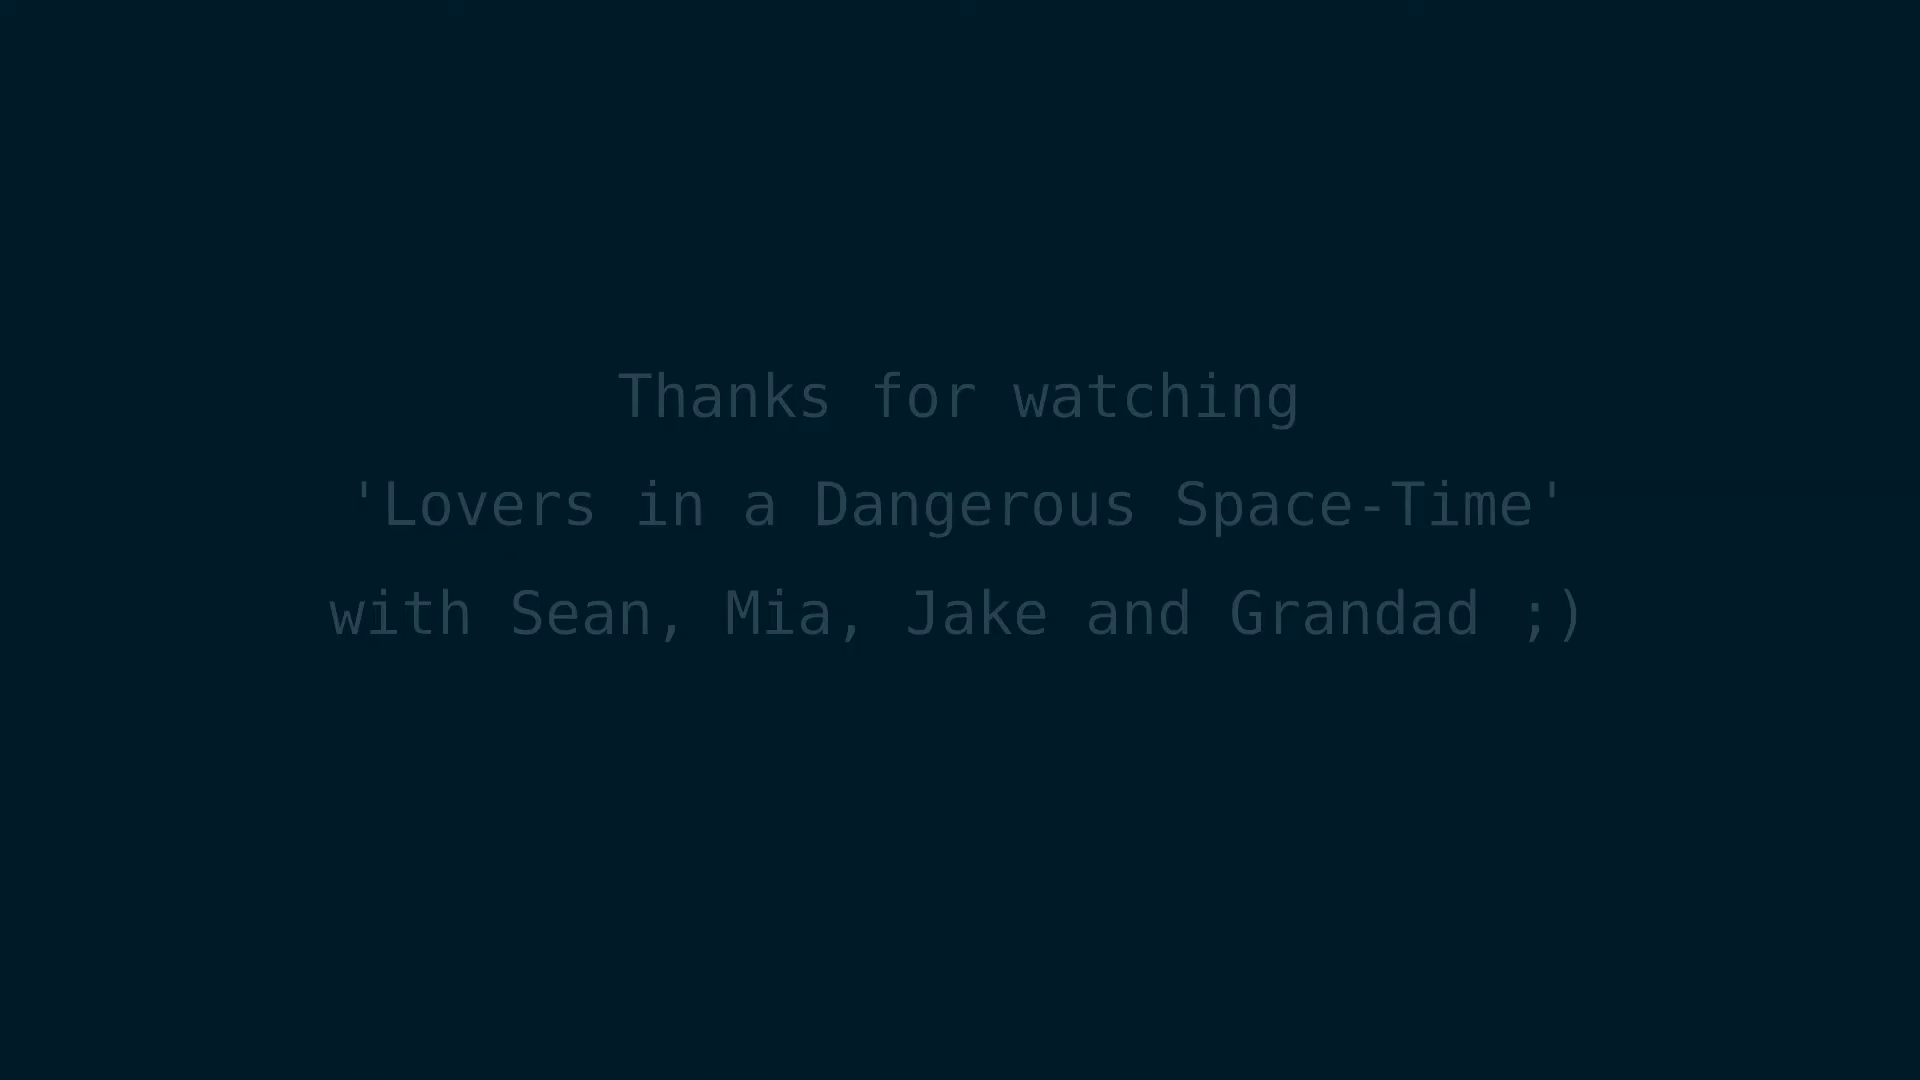 Thanks for watching
'Lovers in a Dangerous Space-Time'
with Sean, Mia, Jake and Grandad ;)